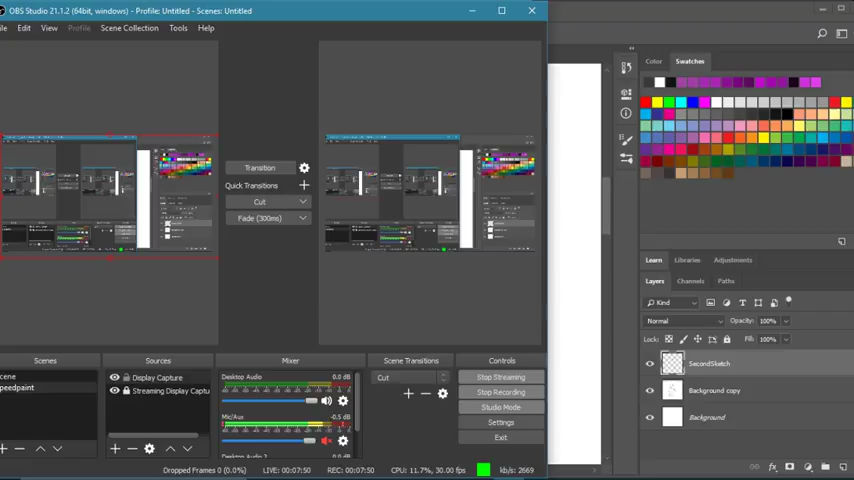 OBS Studio 21.1.2 (64bit, windows) - Profile: Untitled - Scenes: Untitled
Edit View Profile Scene Collection Tools Help
Color Swatches
Transition
Quick Transitions
Cut
Fade (300ms)
Learn Libraries Adjustments
Layers Channels Paths
Kind
Normal Opacity: 100%
Lock: Fill: 100%
SecondSketch
Background copy
Background
Scenes Sources Mixer Scene Transitions Controls
Display Capture
Streaming Display Captu
Desktop Audio 0.0 dB
Mic/Aux -0.5 dB
Desktop Audio 2
Cut
Stop Streaming
Stop Recording
Studio Mode
Settings
Exit
Dropped Frames 0 (0.0%) LIVE: 00:07:50 REC: 00:07:50 CPU: 11.7%, 30.00 fps kb/s: 2669